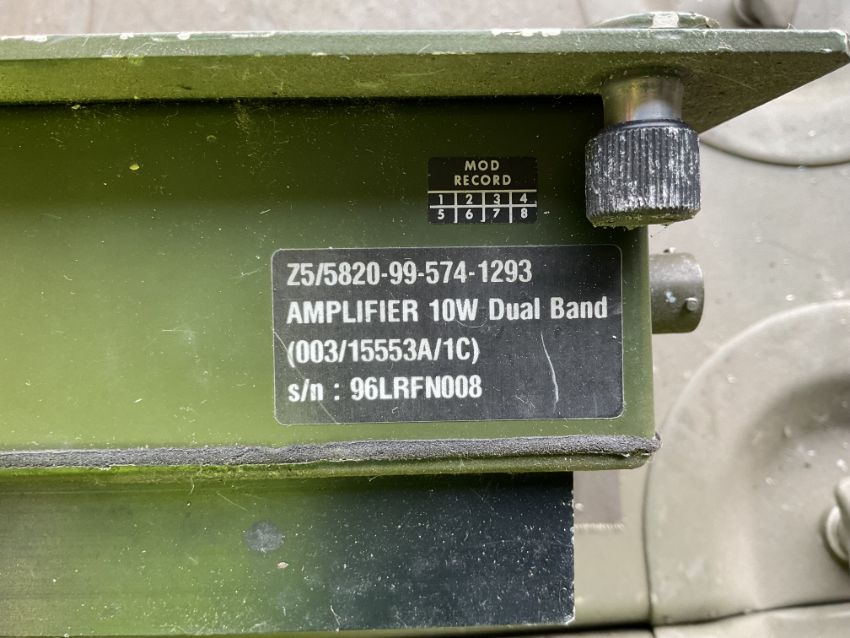 MOD
RECORD
1 2 3 4
5 6 7 8
Z5/5820-99-574-1293
AMPLIFIER 10W Dual Band
(003/15553A/1C)
s/n : 96LRFN008